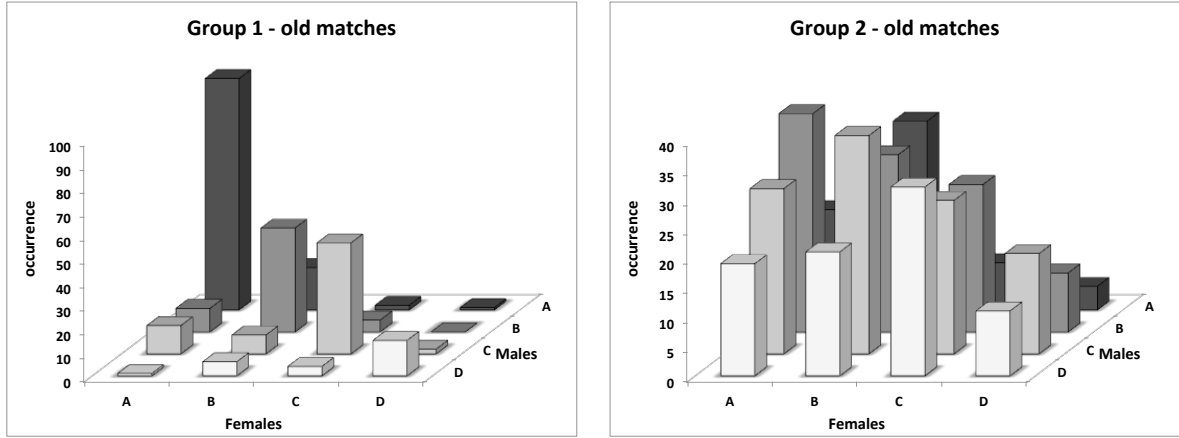 Group 1 - old matches
100
90
80
70
60
50
40
30
20
10
0
occurrence
A
B
C
D
Females
A
B
C
D
Males
Group 2 - old matches
40
35
30
25
20
15
10
5
0
occurrence
A
B
C
D
Females
A
B
C
D
Males